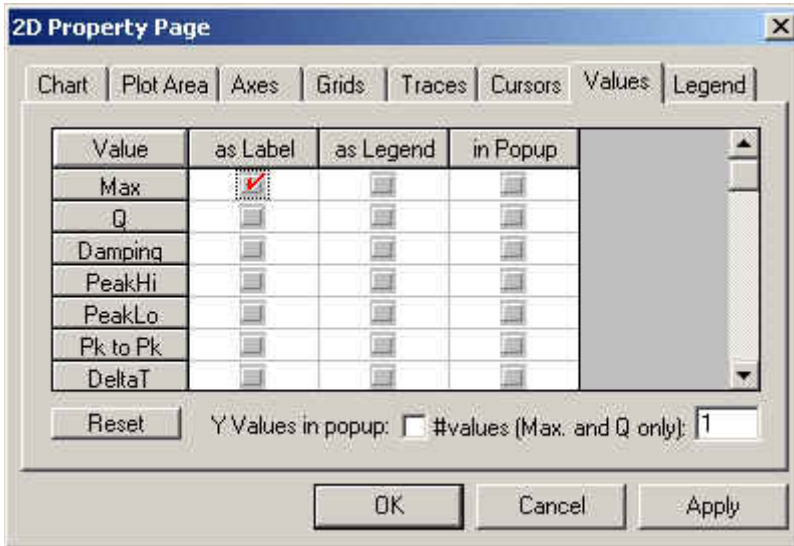 2D Property Page
Chart Plot Area Axes Grids Traces Cursors Values Legend
Value as Label as Legend in Popup
Max
Q
Damping
PeakHi
PeakLo
Pk to Pk
DeltaT
Reset Y Values in popup: #values (Max. and Q only): 1
OK Cancel Apply